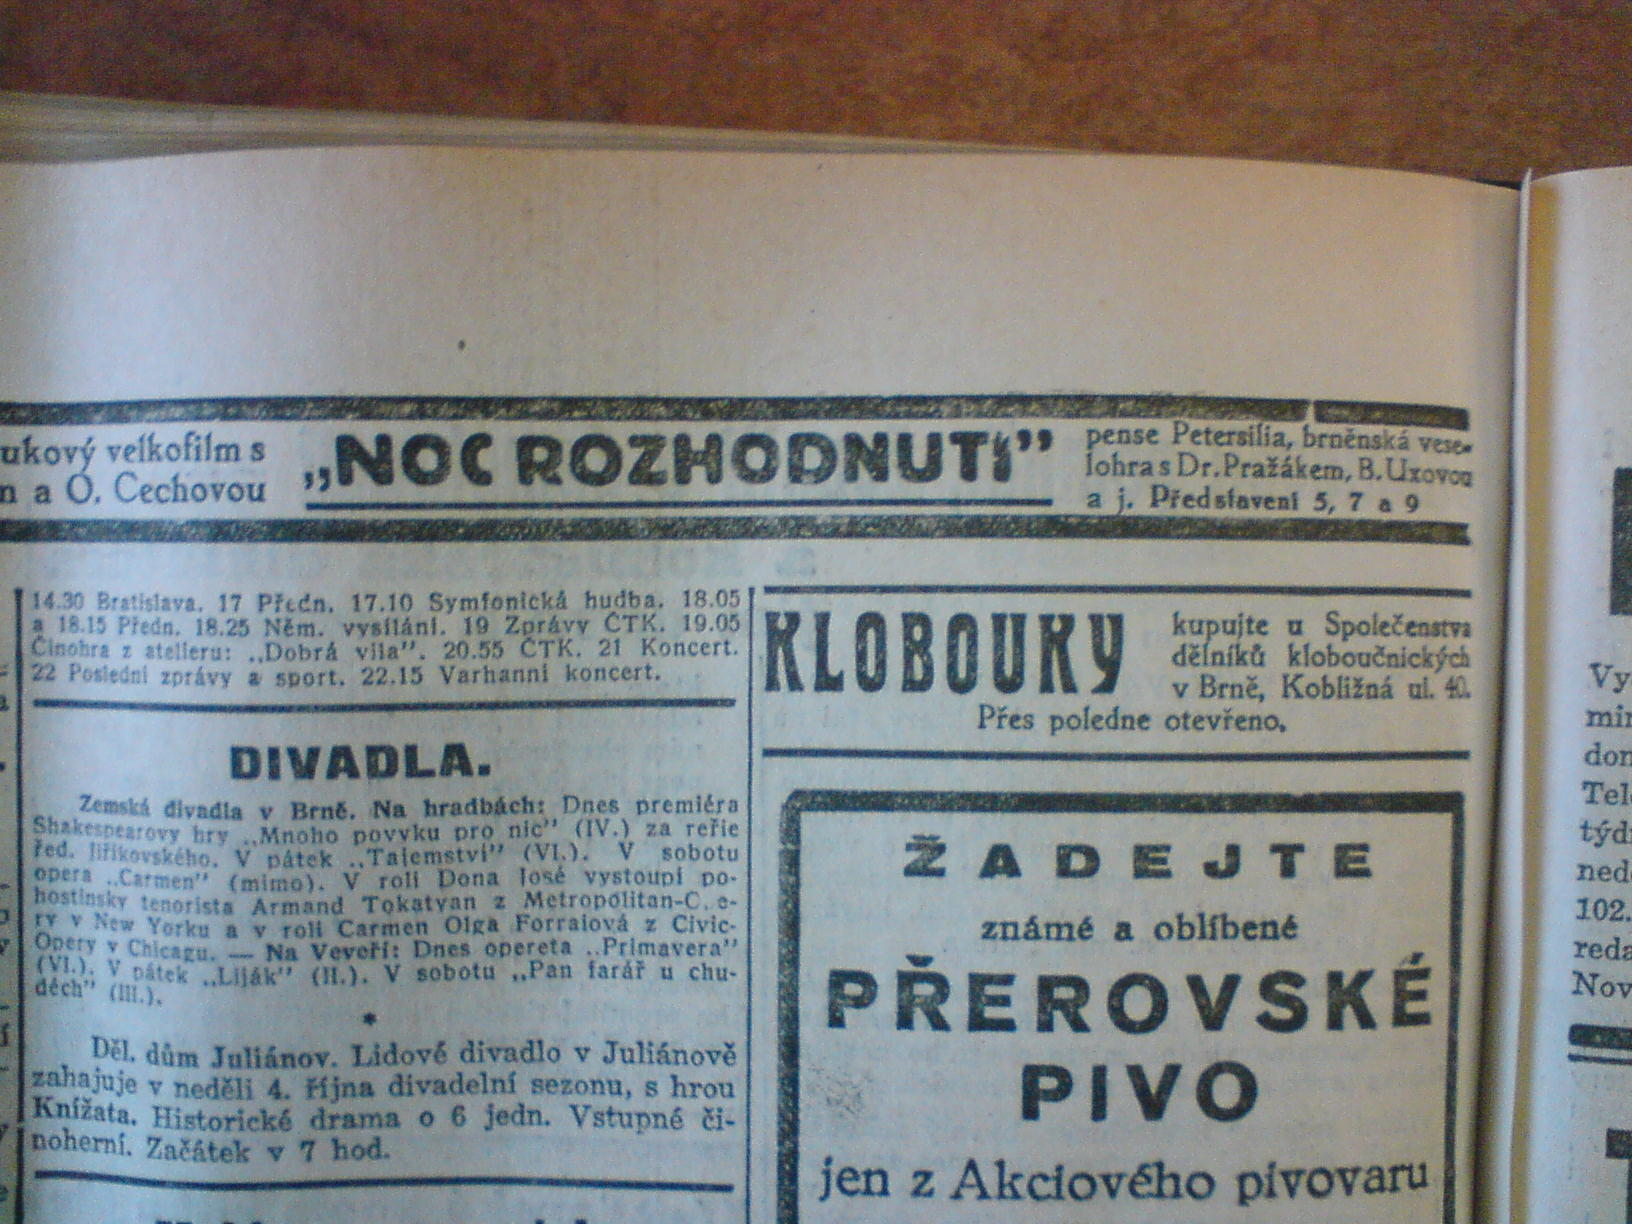 ukový velkofilm s
n a O. Čechovou
„NOC ROZHODNUTÍ”
pense Petersilia, brněnská vese-
lohra s Dr. Pražákem, B. Uxovou
a j. Představení 5, 7 a 9
14.30 Bratislava. 17 Předn. 17.10 Symfonická hudba. 18.05
a 18.15 Předn. 18.25 Něm. vysílání. 19 Zprávy ČTK. 19.05
Činohra z atelieru: „Dobrá vila”. 20.55 ČTK. 21 Koncert.
22 Poslední zprávy a sport. 22.15 Varhanní koncert.
DIVADLA.
Zemská divadla v Brně. Na hradbách: Dnes premiéra
Shakespearovy hry „Mnoho povyku pro nic” (IV.) za režie
řed. Jiříkovského. V pátek „Tajemství” (VI.). V sobotu
opera „Carmen” (mimo). V roli Dona José vystoupí po-
hostinsky tenorista Armand Tokatyan z Metropolitan-
ry v New Yorku a v roli Carmen Olga Forraiová z Civic-
Opery v Chicagu. — Na Veveří: Dnes opereta „Primavera”
(VI.). V pátek „Liják” (II.). V sobotu „Pan farář u chu-
děch” (III.).
*
Děl. dům Juliánov. Lidové divadlo v Juliánově
zahajuje v neděli 4. října divadelní sezonu, s hrou
Knížata. Historické drama o 6 jedn. Vstupné či-
noherní. Začátek v 7 hod.
KLOBOUKY
kupujte u Společenstva
dělníků kloboučnických
v Brně, Kobližná ul. 40.
Přes poledne otevřeno.
ŽADEJTE
známé a oblíbené
PŘEROVSKÉ
PIVO
jen z Akciového pivovaru
Vy
min
don
Tel
týd
ned
102.
reda
Nov